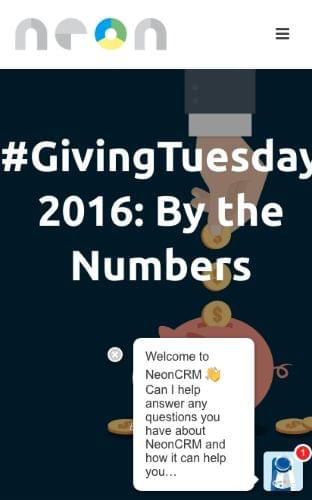 neon
#GivingTuesday
2016: By the
Numbers
Welcome to
NeonCRM 👋
Can I help
answer any
questions you
have about
NeonCRM and
how it can help
you...
1